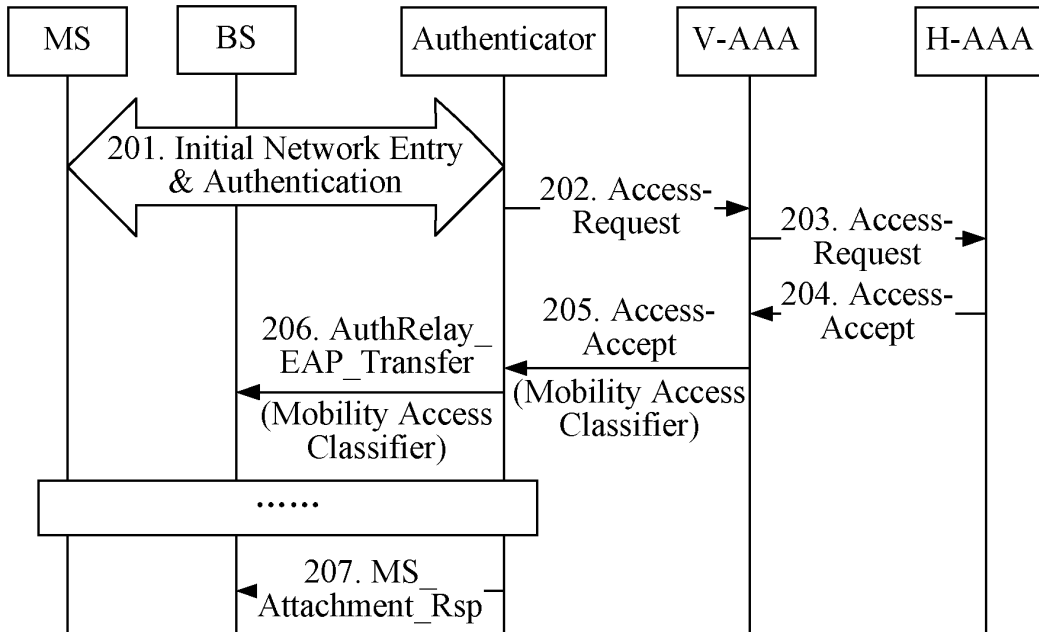 MS
BS
Authenticator
V-AAA
H-AAA
201. Initial Network Entry
& Authentication
202. Access-
Request
203. Access-
Request
204. Access-
Accept
205. Access-
Accept
(Mobility Access
Classifier)
206. AuthRelay_
EAP_Transfer
(Mobility Access
Classifier)
......
207. MS_
Attachment_Rsp